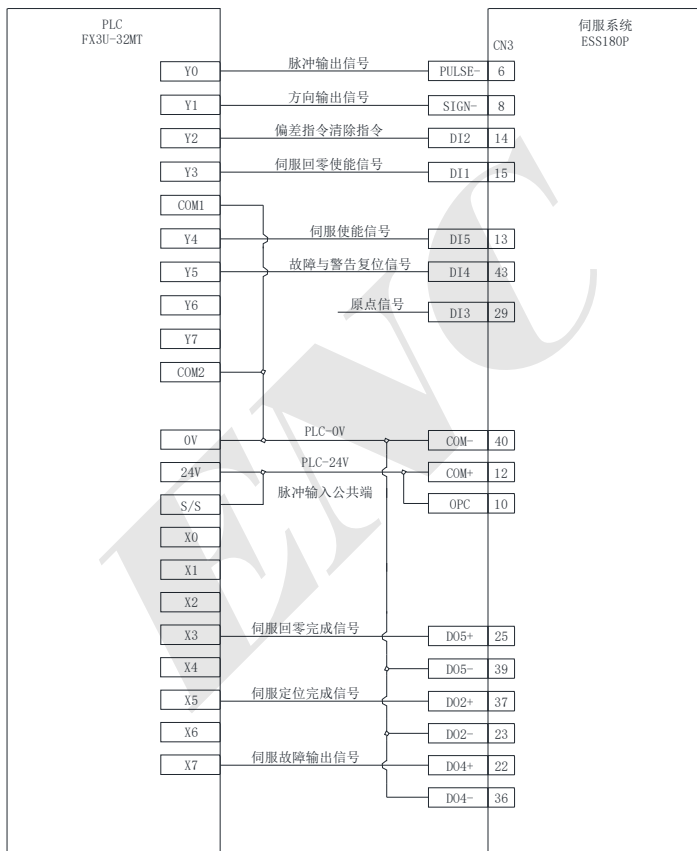 PLC
FX3U-32MT
伺服系统
ESS180P
CN3
Y0 脉冲输出信号 PULSE- 6
Y1 方向输出信号 SIGN- 8
Y2 偏差指令清除指令 DI2 14
Y3 伺服回零使能信号 DI1 15
COM1
Y4 伺服使能信号 DI5 13
Y5 故障与警告复位信号 DI4 43
Y6 原点信号 DI3 29
Y7
COM2
0V PLC-0V COM- 40
24V PLC-24V COM+ 12
S/S 脉冲输入公共端 OPC 10
X0
X1
X2
X3 伺服回零完成信号 DO5+ 25
X4 DO5- 39
X5 伺服定位完成信号 DO2+ 37
X6 DO2- 23
X7 伺服故障输出信号 DO4+ 22
DO4- 36
ENC